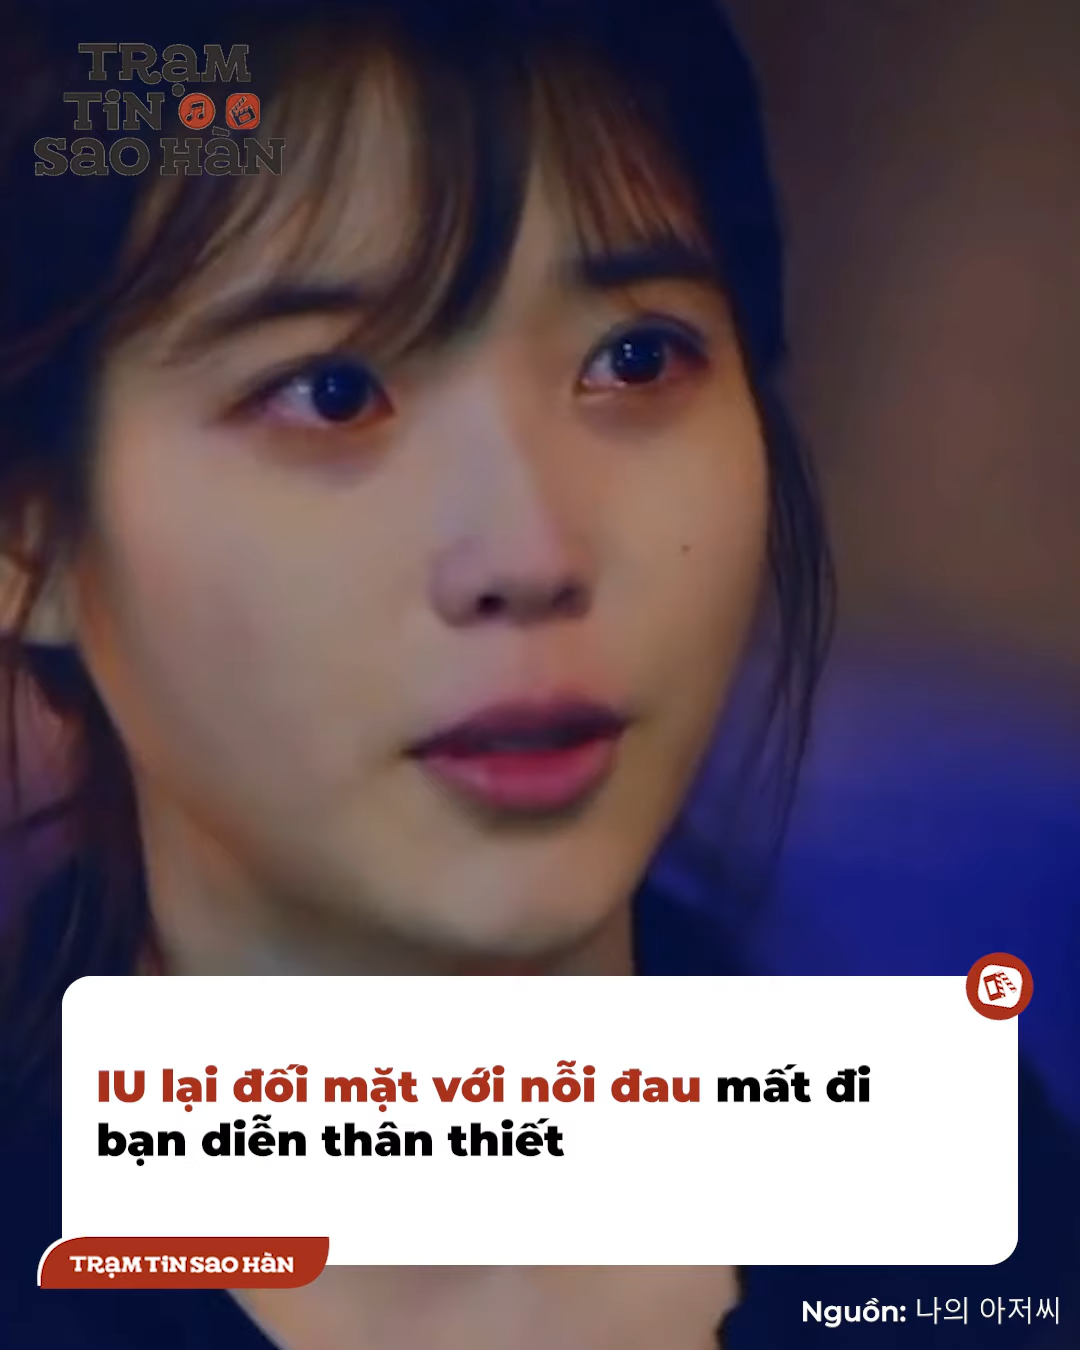 TRẠM
TIN
SAO HÀN
IU lại đối mặt với nỗi đau mất đi
bạn diễn thân thiết
TRẠM TIN SAO HÀN
Nguồn: 나의 아저씨